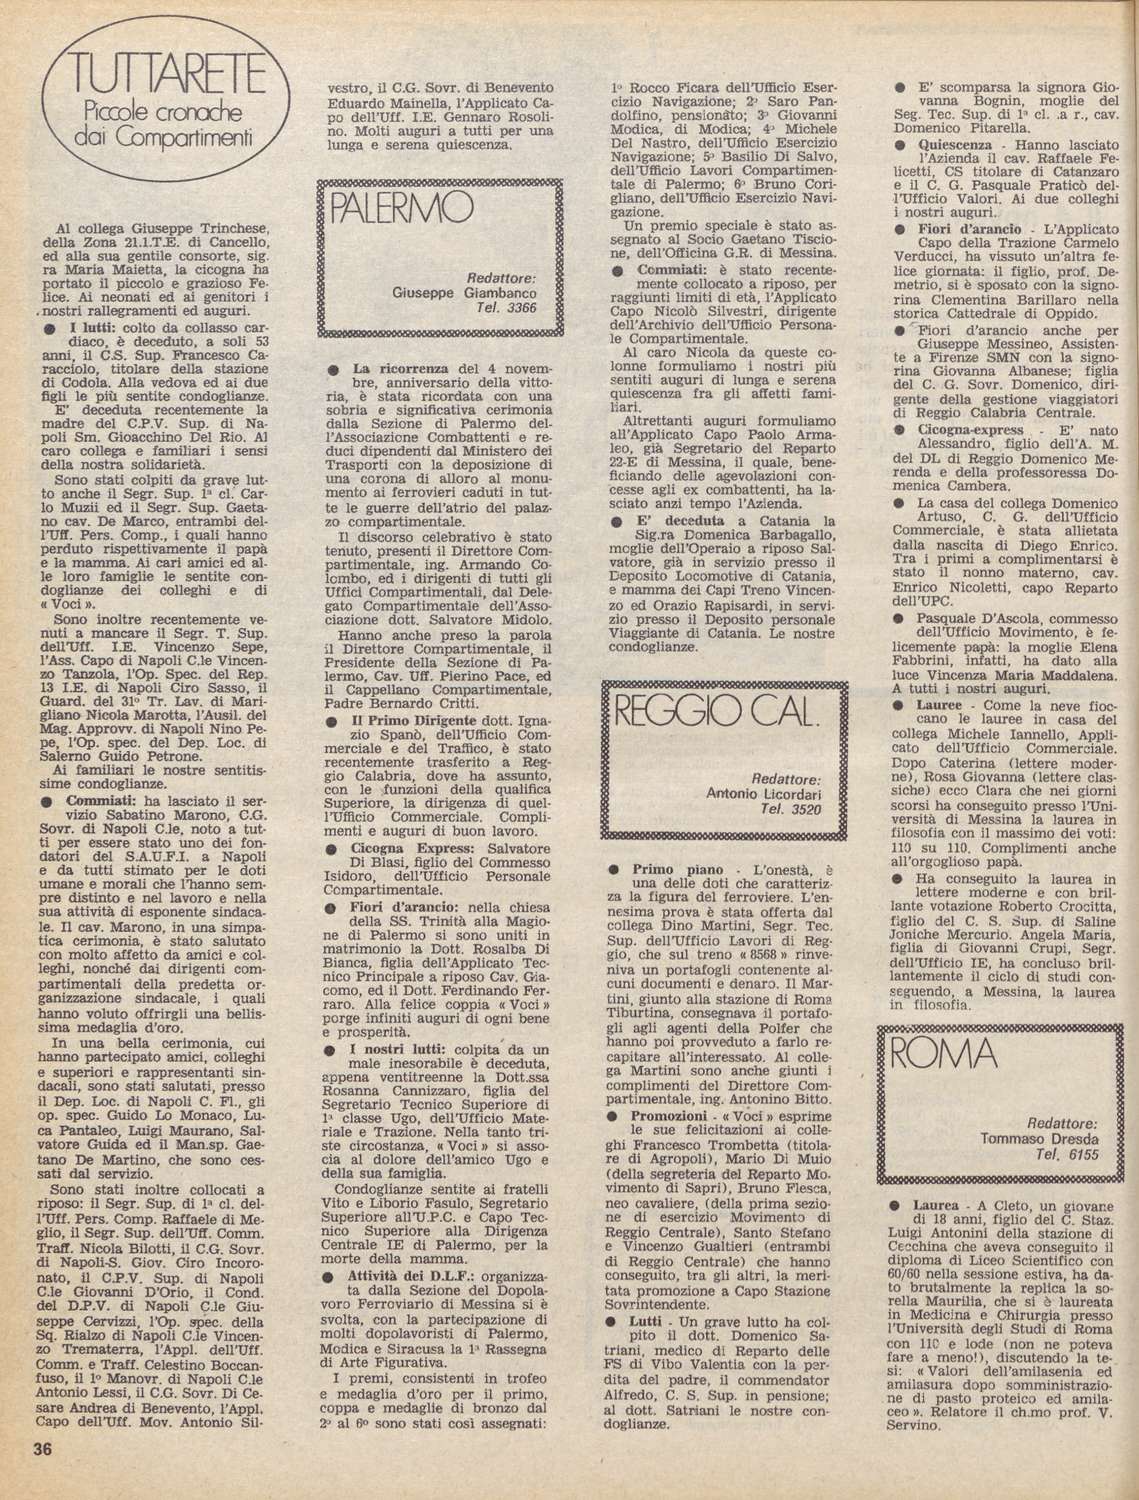 TUTTARETE
Piccole cronache
dai Compartimenti
Al collega Giuseppe Trinchese,
della Zona 21.1.T.E. di Cancello,
ed alla sua gentile consorte, sig.
ra Maria Maietta, la cicogna ha
portato il piccolo e grazioso Fe-
lice. Ai neonati ed ai genitori i
nostri rallegramenti ed auguri.
● I lutti: colto da collasso car-
diaco, è deceduto, a soli 53
anni, il C.S. Sup. Francesco Ca-
racciolo, titolare della stazione
di Codola. Alla vedova ed ai due
figli le più sentite condoglianze.
E' deceduta recentemente la
madre del C.P.V. Sup. di Na-
poli Sm. Gioacchino Del Rio. Al
caro collega e familiari i sensi
della nostra solidarietà.
Sono stati colpiti da grave lut-
to anche il Segr. Sup. 1ª cl. Car-
lo Muzii ed il Segr. Sup. Gaeta-
no cav. De Marco, entrambi del-
l'Uff. Pers. Comp., i quali hanno
perduto rispettivamente il papà
e la mamma. Ai cari amici ed al-
le loro famiglie le sentite con-
doglianze dei colleghi e di
« Voci ».
Sono inoltre recentemente ve-
nuti a mancare il Segr. T. Sup.
dell'Uff. I.E. Vincenzo Sepe,
l'Ass. Capo di Napoli C.le Vincen-
zo Tanzola, l'Op. Spec. del Rep.
13 I.E. di Napoli Ciro Sasso, il
Guard. del 31º Tr. Lav. di Mari-
gliano Nicola Marotta, l'Ausil. del
Mag. Approvv. di Napoli Nino Pe-
pe, l'Op. spec. del Dep. Loc. di
Salerno Guido Petrone.
Ai familiari le nostre sentitis-
sime condoglianze.
● Commiati: ha lasciato il ser-
vizio Sabatino Marono, C.G.
Sovr. di Napoli C.le, noto a tut-
ti per essere stato uno dei fon-
datori del S.A.U.F.I. a Napoli
e da tutti stimato per le doti
umane e morali che l'hanno sem-
pre distinto e nel lavoro e nella
sua attività di esponente sindaca-
le. Il cav. Marono, in una simpa-
tica cerimonia, è stato salutato
con molto affetto da amici e col-
leghi, nonché dai dirigenti com-
partimentali della predetta or-
ganizzazione sindacale, i quali
hanno voluto offrirgli una bellis-
sima medaglia d'oro.
In una bella cerimonia, cui
hanno partecipato amici, colleghi
e superiori e rappresentanti sin-
dacali, sono stati salutati, presso
il Dep. Loc. di Napoli C. Fl., gli
op. spec. Guido Lo Monaco, Lu-
ca Pantaleo, Luigi Maurano, Sal-
vatore Guida ed il Man.sp. Gae-
tano De Martino, che sono ces-
sati dal servizio.
Sono stati inoltre collocati a
riposo: il Segr. Sup. di 1ª cl. del-
l'Uff. Pers. Comp. Raffaele di Me-
glio, il Segr. Sup. dell'Uff. Comm.
Traff. Nicola Bilotti, il C.G. Sovr.
di Napoli-S. Giov. Ciro Incoro-
nato, il C.P.V. Sup. di Napoli
C.le Giovanni D'Orio, il Cond.
del D.P.V. di Napoli C.le Giu-
seppe Cervizzi, l'Op. spec. della
Sq. Rialzo di Napoli C.le Vincen-
zo Trematerra, l'Appl. dell'Uff.
Comm. e Traff. Celestino Boccan-
fuso, il 1º Manovr. di Napoli C.le
Antonio Lessi, il C.G. Sovr. Di Ce-
sare Andrea di Benevento, l'Appl.
Capo dell'Uff. Mov. Antonio Sil-
vestro, il C.G. Sovr. di Benevento
Eduardo Mainella, l'Applicato Ca-
po dell'Uff. I.E. Gennaro Rosoli-
no. Molti auguri a tutti per una
lunga e serena quiescenza.
PALERMO
Redattore:
Giuseppe Giambanco
Tel. 3366
● La ricorrenza del 4 novem-
bre, anniversario della vitto-
ria, è stata ricordata con una
sobria e significativa cerimonia
dalla Sezione di Palermo del-
l'Associazione Combattenti e re-
duci dipendenti dal Ministero dei
Trasporti con la deposizione di
una corona di alloro al monu-
mento ai ferrovieri caduti in tut-
te le guerre dell'atrio del palaz-
zo compartimentale.
Il discorso celebrativo è stato
tenuto, presenti il Direttore Com-
partimentale, ing. Armando Co-
lombo, ed i dirigenti di tutti gli
Uffici Compartimentali, dal Dele-
gato Compartimentale dell'Asso-
ciazione dott. Salvatore Midolo.
Hanno anche preso la parola
il Direttore Compartimentale, il
Presidente della Sezione di Pa-
lermo, Cav. Uff. Pierino Pace, ed
il Cappellano Compartimentale,
Padre Bernardo Critti.
● Il Primo Dirigente dott. Igna-
zio Spanò, dell'Ufficio Com-
merciale e del Traffico, è stato
recentemente trasferito a Reg-
gio Calabria, dove ha assunto,
con le funzioni della qualifica
Superiore, la dirigenza di quel-
l'Ufficio Commerciale. Compli-
menti e auguri di buon lavoro.
● Cicogna Express: Salvatore
Di Blasi, figlio del Commesso
Isidoro, dell'Ufficio Personale
Compartimentale.
● Fiori d'arancio: nella chiesa
della SS. Trinità alla Magio-
ne di Palermo si sono uniti in
matrimonio la Dott. Rosalba Di
Bianca, figlia dell'Applicato Tec-
nico Principale a riposo Cav. Gia-
como, ed il Dott. Ferdinando Fer-
raro. Alla felice coppia « Voci »
porge infiniti auguri di ogni bene
e prosperità.
● I nostri lutti: colpita da un
male inesorabile è deceduta,
appena ventitreenne la Dott.ssa
Rosanna Cannizzaro, figlia del
Segretario Tecnico Superiore di
1ª classe Ugo, dell'Ufficio Mate-
riale e Trazione. Nella tanto tri-
ste circostanza, « Voci » si asso-
cia al dolore dell'amico Ugo e
della sua famiglia.
Condoglianze sentite ai fratelli
Vito e Liborio Fasulo, Segretario
Superiore all'U.P.C. e Capo Tec-
nico Superiore alla Dirigenza
Centrale IE di Palermo, per la
morte della mamma.
● Attività dei D.L.F.: organizza-
ta dalla Sezione del Dopola-
voro Ferroviario di Messina si è
svolta, con la partecipazione di
molti dopolavoristi di Palermo,
Modica e Siracusa la 1ª Rassegna
di Arte Figurativa.
I premi, consistenti in trofeo
e medaglia d'oro per il primo,
coppa e medaglie di bronzo dal
2º al 6º sono stati così assegnati:
1º Rocco Ficara dell'Ufficio Eser-
cizio Navigazione; 2º Saro Pan-
dolfino, pensionato; 3º Giovanni
Modica, di Modica; 4º Michele
Del Nastro, dell'Ufficio Esercizio
Navigazione; 5º Basilio Di Salvo,
dell'Ufficio Lavori Compartimen-
tale di Palermo; 6º Bruno Cori-
gliano, dell'Ufficio Esercizio Navi-
gazione.
Un premio speciale è stato as-
segnato al Socio Gaetano Tiscio-
ne, dell'Officina G.R. di Messina.
● Commiati: è stato recente-
mente collocato a riposo, per
raggiunti limiti di età, l'Applicato
Capo Nicolò Silvestri, dirigente
dell'Archivio dell'Ufficio Persona-
le Compartimentale.
Al caro Nicola da queste co-
lonne formuliamo i nostri più
sentiti auguri di lunga e serena
quiescenza fra gli affetti fami-
liari.
Altrettanti auguri formuliamo
all'Applicato Capo Paolo Arma-
leo, già Segretario del Reparto
22-E di Messina, il quale, bene-
ficiando delle agevolazioni con-
cesse agli ex combattenti, ha la-
sciato anzi tempo l'Azienda.
● E' deceduta a Catania la
Sig.ra Domenica Barbagallo,
moglie dell'Operaio a riposo Sal-
vatore, già in servizio presso il
Deposito Locomotive di Catania,
e mamma dei Capi Treno Vincen-
zo ed Orazio Rapisardi, in servi-
zio presso il Deposito personale
Viaggiante di Catania. Le nostre
condoglianze.
REGGIO CAL.
Redattore:
Antonio Licordari
Tel. 3520
● Primo piano - L'onestà, è
una delle doti che caratteriz-
za la figura del ferroviere. L'en-
nesima prova è stata offerta dal
collega Dino Martini, Segr. Tec.
Sup. dell'Ufficio Lavori di Reg-
gio, che sul treno « 8568 » rinve-
niva un portafogli contenente al-
cuni documenti e denaro. Il Mar-
tini, giunto alla stazione di Roma
Tiburtina, consegnava il portafo-
gli agli agenti della Polfer che
hanno poi provveduto a farlo re-
capitare all'interessato. Al colle-
ga Martini sono anche giunti i
complimenti del Direttore Com-
partimentale, ing. Antonino Bitto.
● Promozioni - « Voci » esprime
le sue felicitazioni ai colle-
ghi Francesco Trombetta (titola-
re di Agropoli), Mario Di Muio
(della segreteria del Reparto Mo-
vimento di Sapri), Bruno Flesca,
neo cavaliere, (della prima sezio-
ne di esercizio Movimento di
Reggio Centrale), Santo Stefano
e Vincenzo Gualtieri (entrambi
di Reggio Centrale) che hanno
conseguito, tra gli altri, la meri-
tata promozione a Capo Stazione
Sovrintendente.
● Lutti - Un grave lutto ha col-
pito il dott. Domenico Sa-
triani, medico di Reparto delle
FS di Vibo Valentia con la per-
dita del padre, il commendator
Alfredo, C. S. Sup. in pensione;
al dott. Satriani le nostre con-
doglianze.
● E' scomparsa la signora Gio-
vanna Bognin, moglie del
Seg. Tec. Sup. di 1ª cl. .a r., cav.
Domenico Pitarella.
● Quiescenza - Hanno lasciato
l'Azienda il cav. Raffaele Fe-
licetti, CS titolare di Catanzaro
e il C. G. Pasquale Praticò del-
l'Ufficio Valori. Ai due colleghi
i nostri auguri.
● Fiori d'arancio - L'Applicato
Capo della Trazione Carmelo
Verducci, ha vissuto un'altra fe-
lice giornata: il figlio, prof. De-
metrio, si è sposato con la signo-
rina Clementina Barillaro nella
storica Cattedrale di Oppido.
● Fiori d'arancio anche per
Giuseppe Messineo, Assisten-
te a Firenze SMN con la signo-
rina Giovanna Albanese; figlia
del C. G. Sovr. Domenico, diri-
gente della gestione viaggiatori
di Reggio Calabria Centrale.
● Cicogna-express - E' nato
Alessandro, figlio dell'A. M.
del DL di Reggio Domenico Me-
renda e della professoressa Do-
menica Cambera.
● La casa del collega Domenico
Artuso, C. G. dell'Ufficio
Commerciale, è stata allietata
dalla nascita di Diego Enrico.
Tra i primi a complimentarsi è
stato il nonno materno, cav.
Enrico Nicoletti, capo Reparto
dell'UPC.
● Pasquale D'Ascola, commesso
dell'Ufficio Movimento, è fe-
licemente papà: la moglie Elena
Fabbrini, infatti, ha dato alla
luce Vincenza Maria Maddalena.
A tutti i nostri auguri.
● Lauree - Come la neve fioc-
cano le lauree in casa del
collega Michele Iannello, Appli-
cato dell'Ufficio Commerciale.
Dopo Caterina (lettere moder-
ne), Rosa Giovanna (lettere clas-
siche) ecco Clara che nei giorni
scorsi ha conseguito presso l'Uni-
versità di Messina la laurea in
filosofia con il massimo dei voti:
110 su 110. Complimenti anche
all'orgoglioso papà.
● Ha conseguito la laurea in
lettere moderne e con bril-
lante votazione Roberto Crocitta,
figlio del C. S. Sup. di Saline
Joniche Mercurio. Angela Maria,
figlia di Giovanni Crupi, Segr.
dell'Ufficio IE, ha concluso bril-
lantemente il ciclo di studi con-
seguendo, a Messina, la laurea
in filosofia.
ROMA
Redattore:
Tommaso Dresda
Tel. 6155
● Laurea - A Cleto, un giovane
di 18 anni, figlio del C. Staz.
Luigi Antonini della stazione di
Cecchina che aveva conseguito il
diploma di Liceo Scientifico con
60/60 nella sessione estiva, ha da-
to brutalmente la replica la so-
rella Maurilia, che si è laureata
in Medicina e Chirurgia presso
l'Università degli Studi di Roma
con 110 e lode (non ne poteva
fare a meno!), discutendo la te-
si: « Valori dell'amilasenia ed
amilasura dopo somministrazio-
ne di pasto proteico ed amila-
ceo ». Relatore il ch.mo prof. V.
Servino.
36